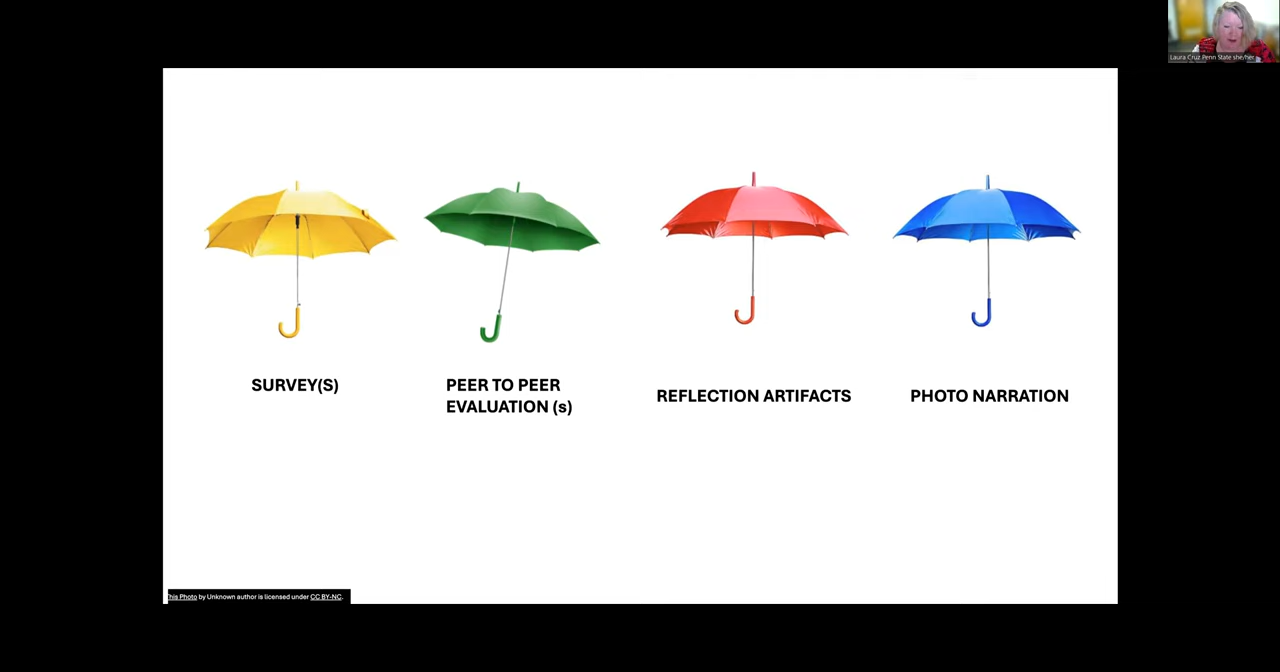 Laura Cruz Penn State she/her
SURVEY(S)
PEER TO PEER
EVALUATION (s)
REFLECTION ARTIFACTS
PHOTO NARRATION
This Photo by Unknown author is licensed under CC BY-NC.